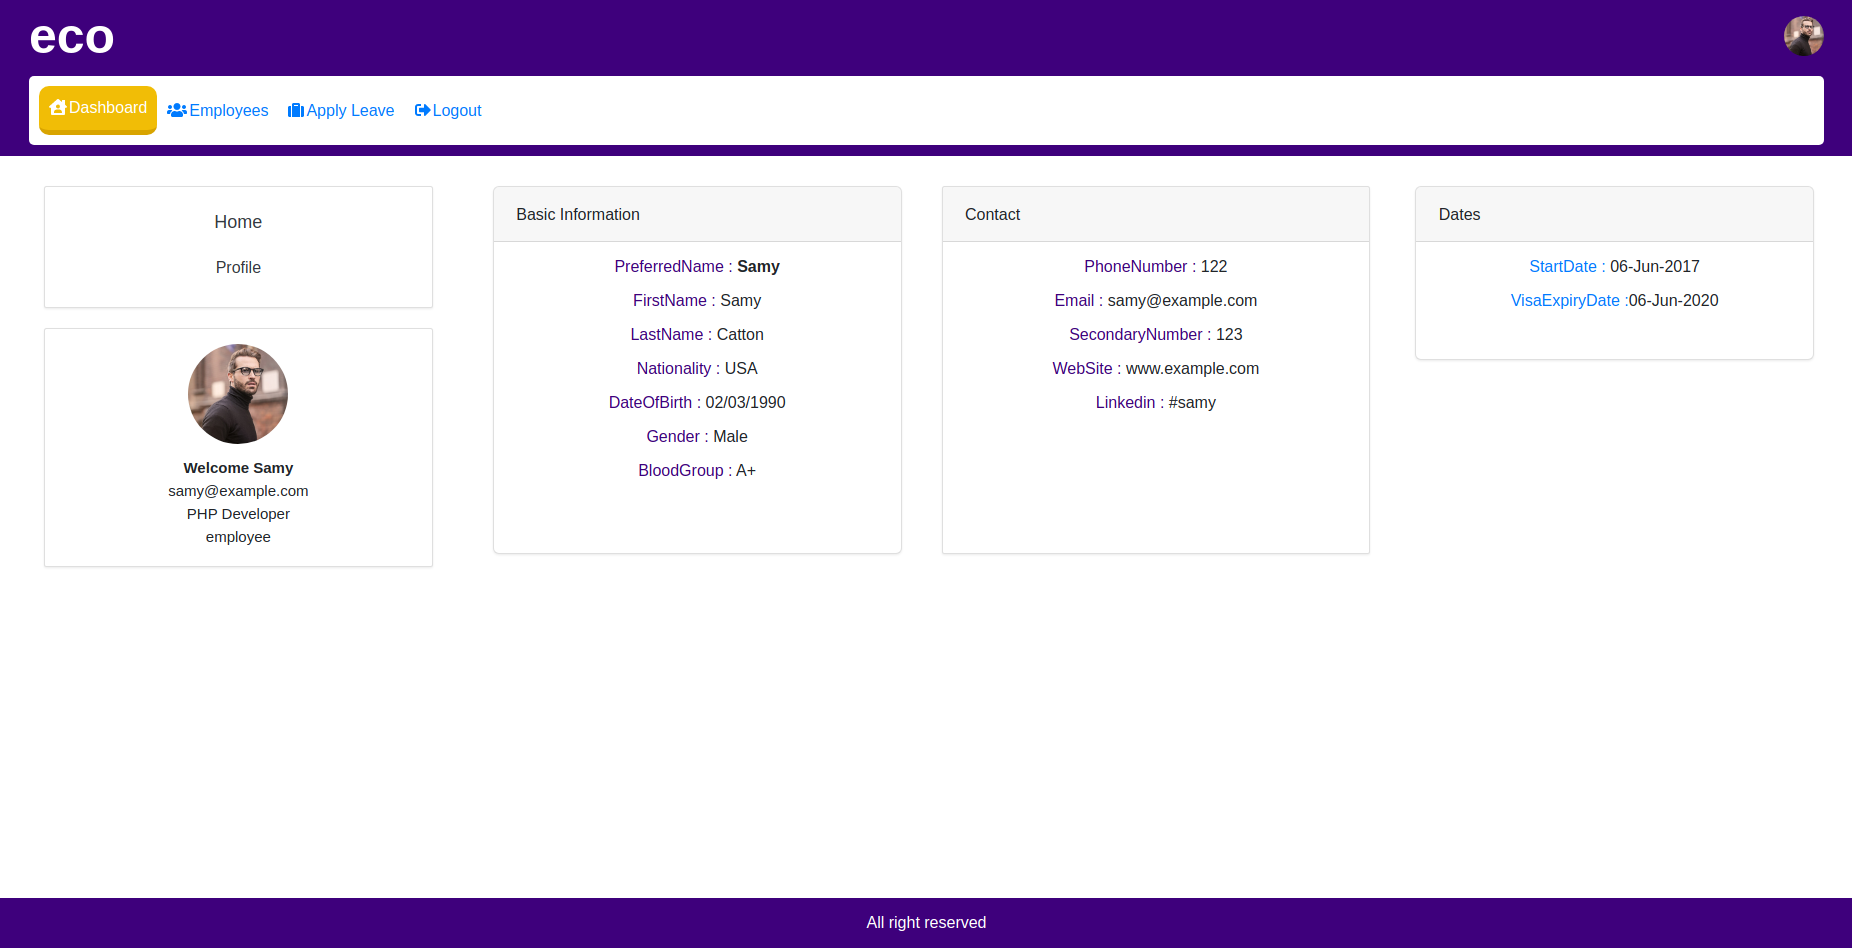 eco
Dashboard Employees Apply Leave Logout
Home
Profile
Welcome Samy
samy@example.com
PHP Developer
employee
Basic Information
PreferredName : Samy
FirstName : Samy
LastName : Catton
Nationality : USA
DateOfBirth : 02/03/1990
Gender : Male
BloodGroup : A+
Contact
PhoneNumber : 122
Email : samy@example.com
SecondaryNumber : 123
WebSite : www.example.com
Linkedin : #samy
Dates
StartDate : 06-Jun-2017
VisaExpiryDate :06-Jun-2020
All right reserved